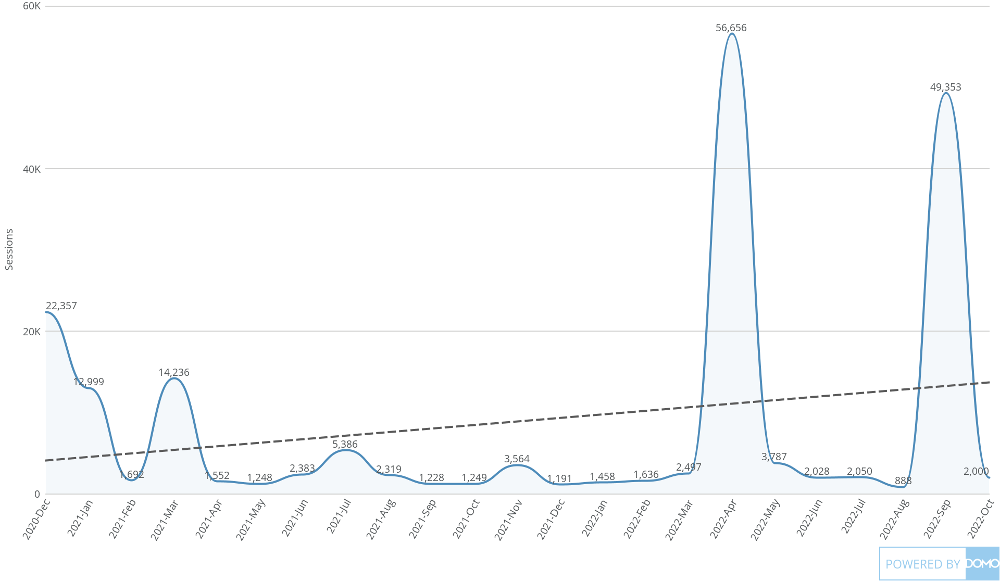 60K
40K
20K
0
Sessions
22,357
12,999
1,692
14,236
1,552
1,248
2,383
5,386
2,319
1,228
1,249
3,564
1,191
1,458
1,636
2,497
56,656
3,787
2,028
2,050
888
49,353
2,000
2020-Dec
2021-Jan
2021-Feb
2021-Mar
2021-Apr
2021-May
2021-Jun
2021-Jul
2021-Aug
2021-Sep
2021-Oct
2021-Nov
2021-Dec
2022-Jan
2022-Feb
2022-Mar
2022-Apr
2022-May
2022-Jun
2022-Jul
2022-Aug
2022-Sep
2022-Oct
POWERED BY DOMO